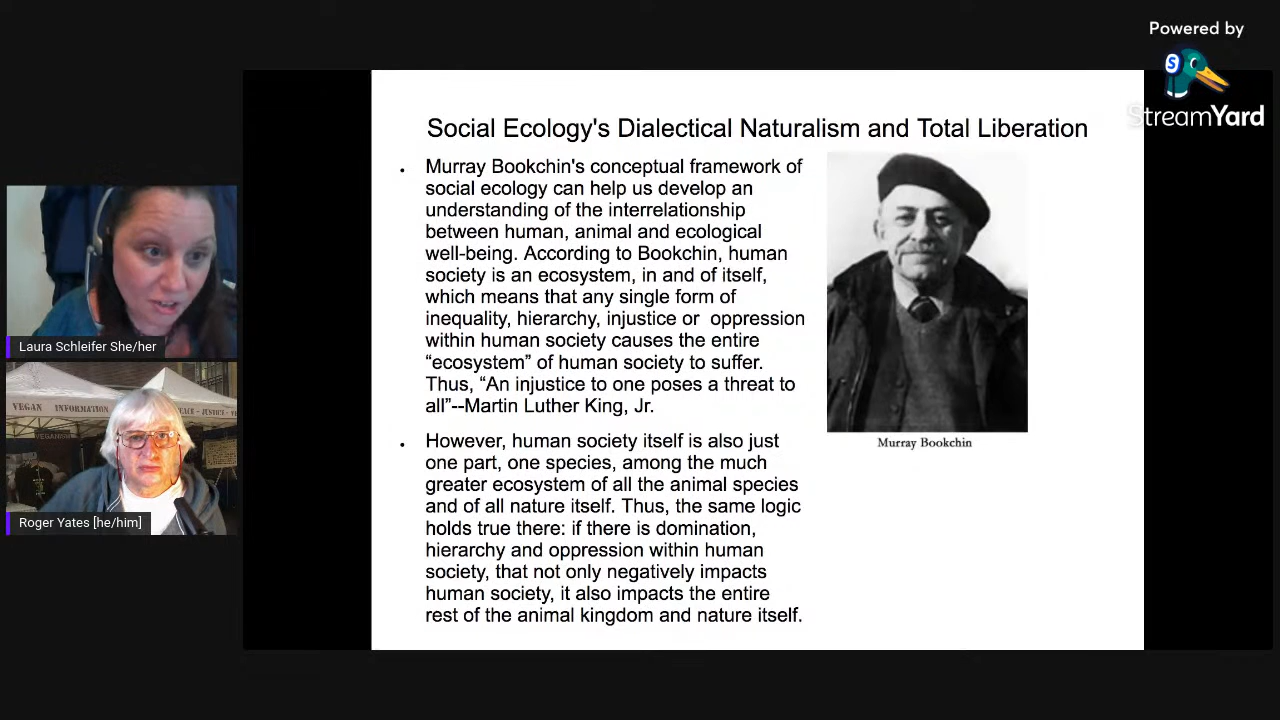 Powered by
S
StreamYard
Social Ecology's Dialectical Naturalism and Total Liberation
• Murray Bookchin's conceptual framework of
social ecology can help us develop an
understanding of the interrelationship
between human, animal and ecological
well-being. According to Bookchin, human
society is an ecosystem, in and of itself,
which means that any single form of
inequality, hierarchy, injustice or oppression
within human society causes the entire
“ecosystem” of human society to suffer.
Thus, “An injustice to one poses a threat to
all”--Martin Luther King, Jr.
• However, human society itself is also just
one part, one species, among the much
greater ecosystem of all the animal species
and of all nature itself. Thus, the same logic
holds true there: if there is domination,
hierarchy and oppression within human
society, that not only negatively impacts
human society, it also impacts the entire
rest of the animal kingdom and nature itself.
Murray Bookchin
Laura Schleifer She/her
VEGAN INFORMATION
JUSTICE
Roger Yates [he/him]